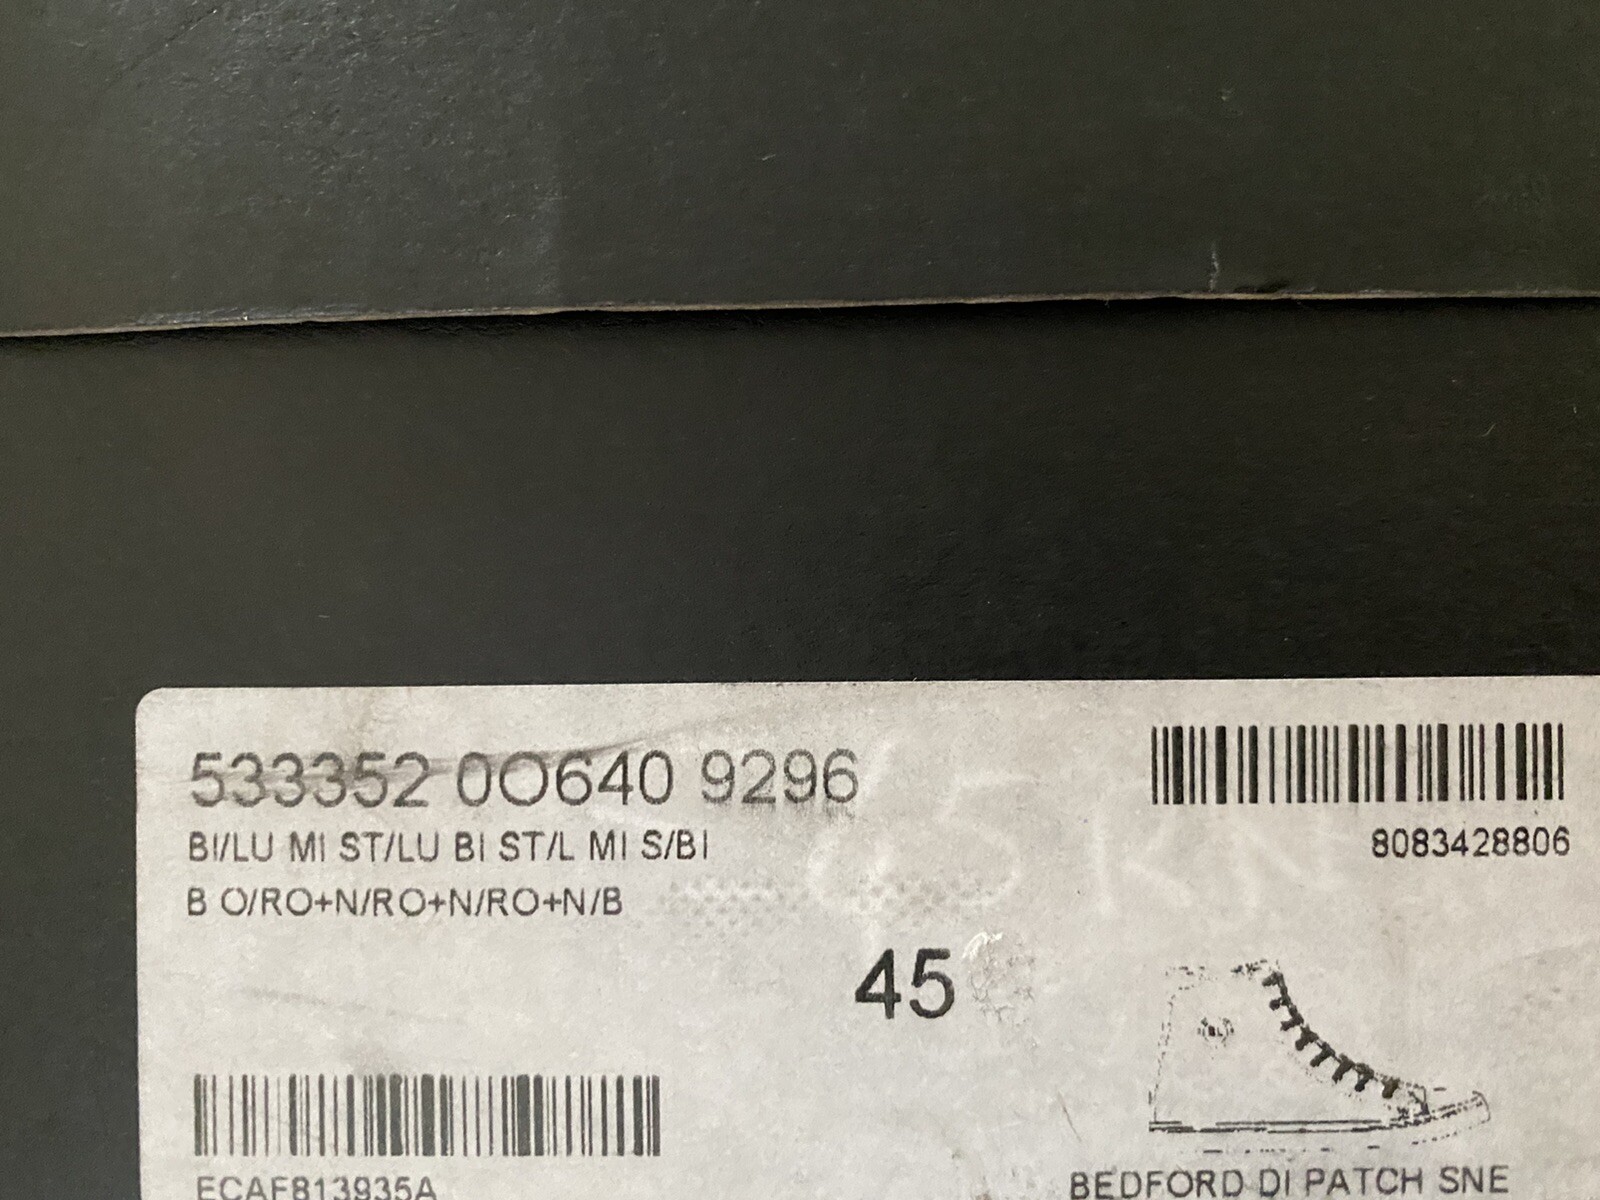 533352 0O640 9296
BI/LU MI ST/LU BI ST/L MI S/BI
B O/RO+N/RO+N/RO+N/B
8083428806
45
ECAF813935A
BEDFORD DI PATCH SNE